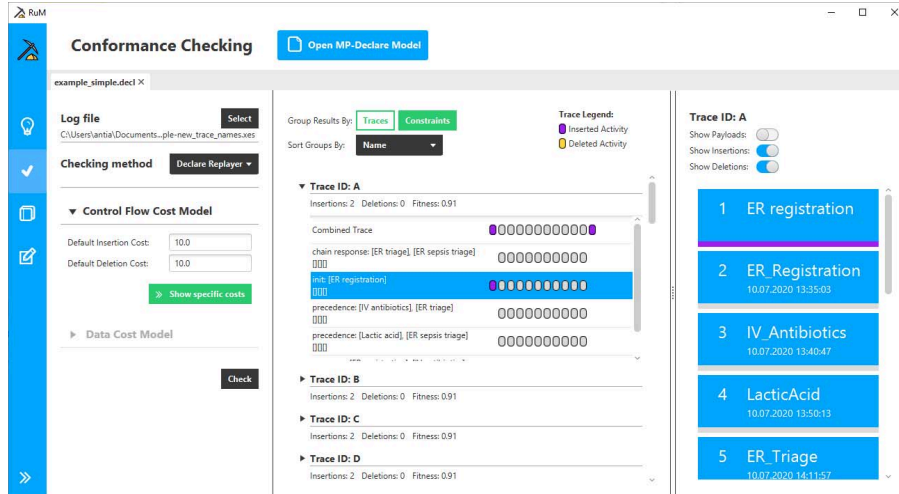 RuM
Conformance Checking
Open MP-Declare Model
example_simple.decl ×
Log file
Select
C:\Users\antia\Documents...ple-new_trace_names.xes
Checking method
Declare Replayer
Control Flow Cost Model
Default Insertion Cost: 10.0
Default Deletion Cost: 10.0
Show specific costs
Data Cost Model
Check
Group Results By: Traces Constraints
Sort Groups By: Name
Trace Legend:
Inserted Activity
Deleted Activity
Trace ID: A
Insertions: 2 Deletions: 0 Fitness: 0.91
Combined Trace
chain response: [ER triage], [ER sepsis triage]
[][][]
init: [ER registration]
[][][]
precedence: [IV antibiotics], [ER triage]
[][][]
precedence: [Lactic acid], [ER sepsis triage]
[][][]
Trace ID: B
Insertions: 2 Deletions: 0 Fitness: 0.91
Trace ID: C
Insertions: 2 Deletions: 0 Fitness: 0.91
Trace ID: D
Insertions: 2 Deletions: 0 Fitness: 0.91
Trace ID: A
Show Payloads:
Show Insertions:
Show Deletions:
1 ER registration
2 ER_Registration
10.07.2020 13:35:03
3 IV_Antibiotics
10.07.2020 13:40:47
4 LacticAcid
10.07.2020 13:50:13
5 ER_Triage
10.07.2020 14:11:57